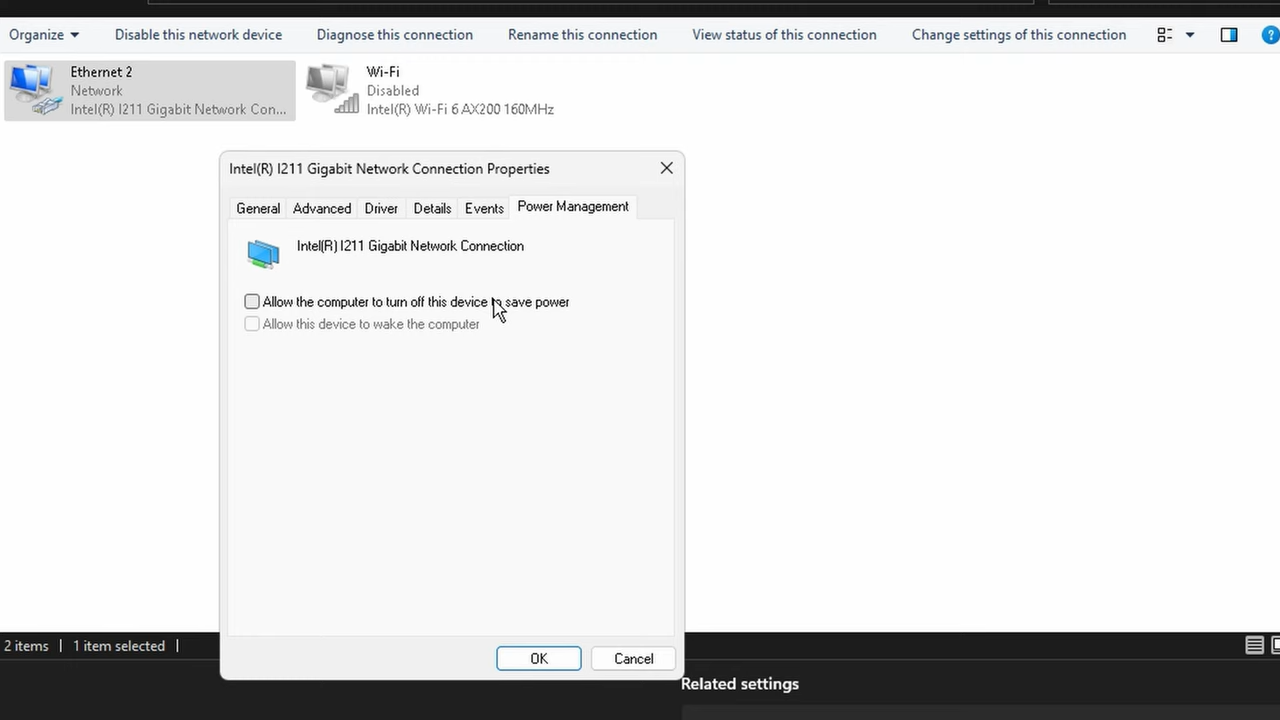 Organize Disable this network device Diagnose this connection Rename this connection View status of this connection Change settings of this connection
Ethernet 2
Network
Intel(R) I211 Gigabit Network Con...
Wi-Fi
Disabled
Intel(R) Wi-Fi 6 AX200 160MHz
Intel(R) I211 Gigabit Network Connection Properties
General Advanced Driver Details Events Power Management
Intel(R) I211 Gigabit Network Connection
Allow the computer to turn off this device to save power
Allow this device to wake the computer
OK Cancel
2 items 1 item selected
Related settings